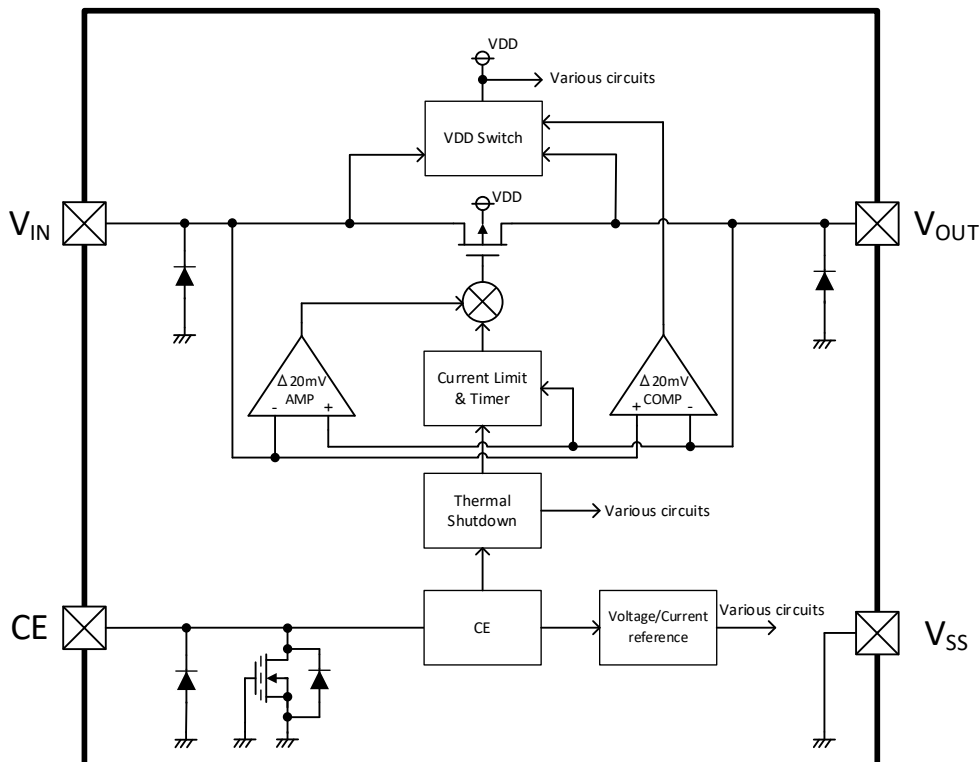 VDD
Various circuits
VDD Switch
VDD
VIN
VOUT
Δ20mV
AMP
- +
Current Limit
& Timer
Δ20mV
COMP
+ -
Thermal
Shutdown
Various circuits
CE
CE
Voltage/Current
reference
Various circuits
VSS